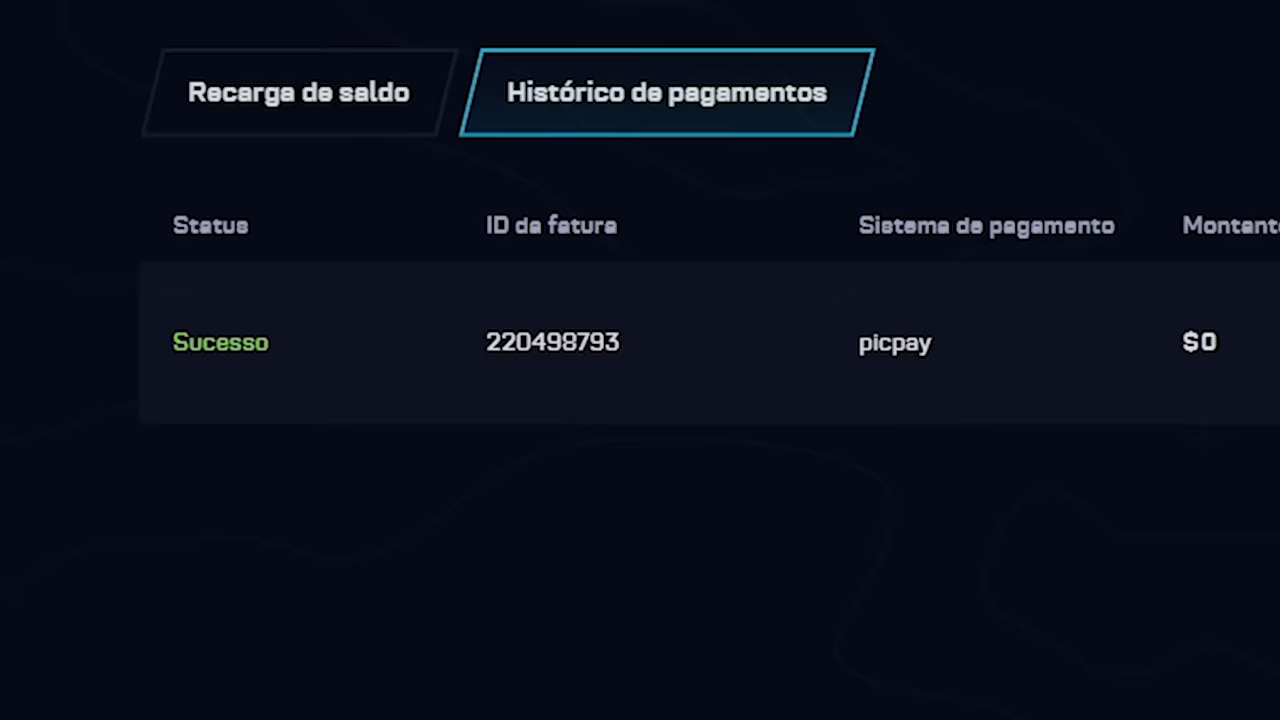 Recarga de saldo
Histórico de pagamentos
Status ID da fatura Sistema de pagamento
Sucesso 220498793 picpay $0